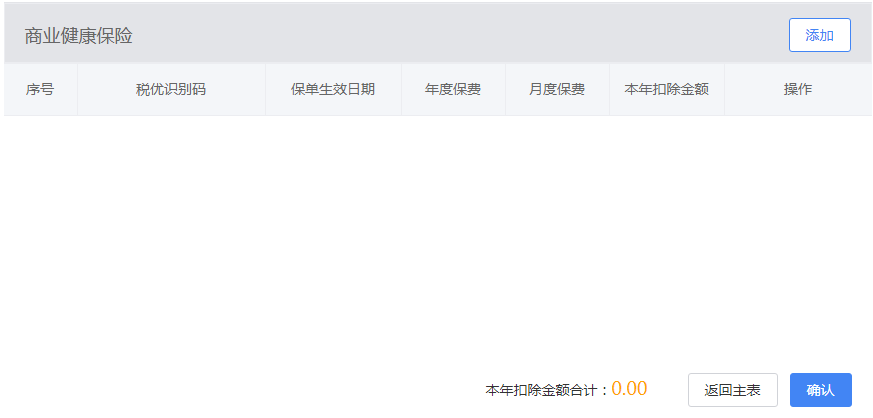 商业健康保险 添加
序号 税优识别码 保单生效日期 年度保费 月度保费 本年扣除金额 操作
本年扣除金额合计：0.00 返回主表 确认